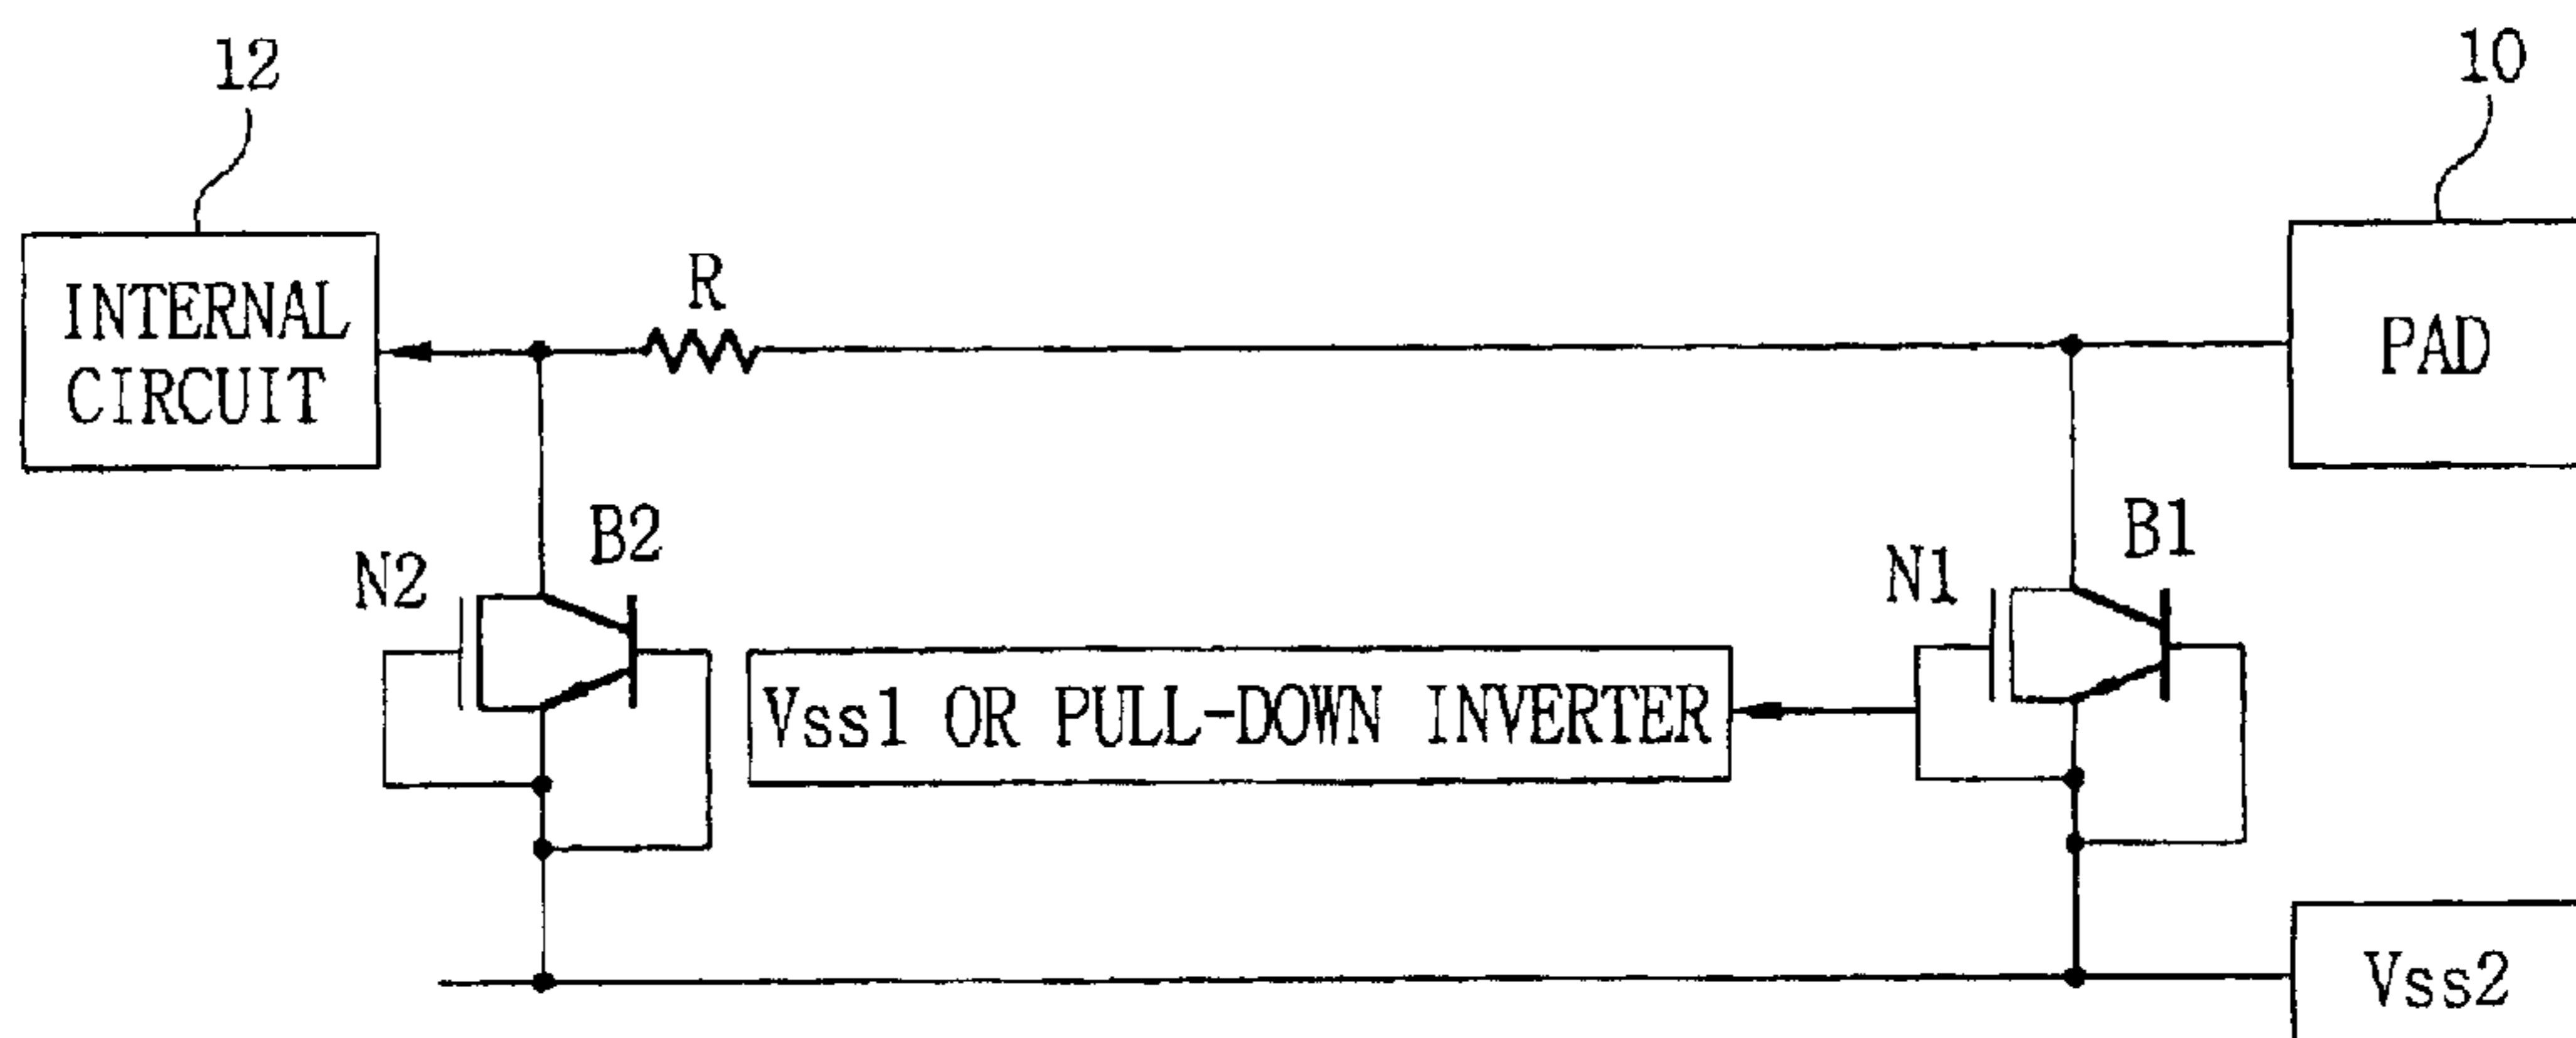 12
10
INTERNAL
CIRCUIT
R
PAD
N2
B2
N1
B1
Vss1 OR PULL-DOWN INVERTER
Vss2